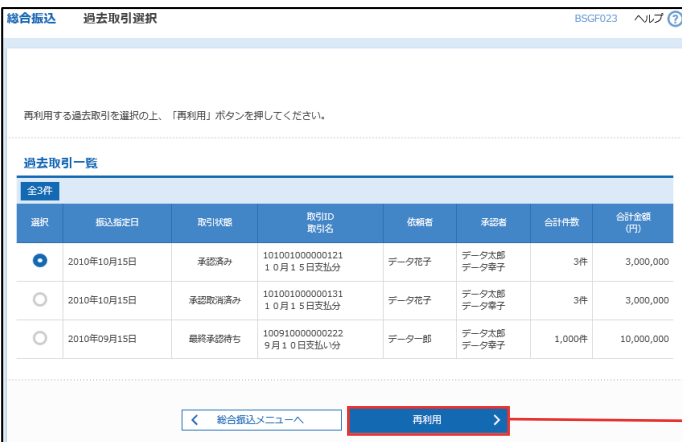 総合振込 過去取引選択 BSGF023 ヘルプ ?
再利用する過去取引を選択の上、「再利用」ボタンを押してください。
過去取引一覧
全3件
選択 振込指定日 取引状態 取引ID 取引名 依頼者 承認者 合計件数 合計金額 (円)
2010年10月15日 承認済み 101001000000121 データ花子 データ太郎 3件 3,000,000
10月15日支払分 データ幸子
2010年10月15日 承認取消済み 101001000000131 データ花子 データ太郎 3件 3,000,000
10月15日支払分 データ幸子
2010年09月15日 最終承認待ち 100910000000222 データ一郎 データ太郎 1,000件 10,000,000
9月10日支払い分 データ幸子
総合振込メニューへ 再利用